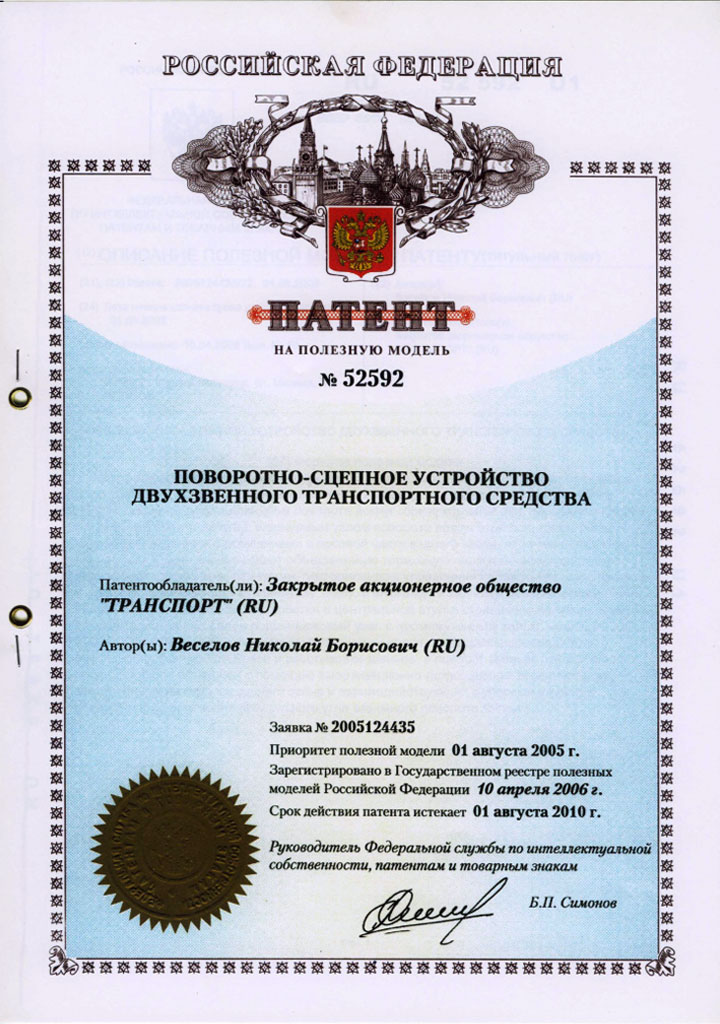 РОССИЙСКАЯ ФЕДЕРАЦИЯ
ПАТЕНТ
НА ПОЛЕЗНУЮ МОДЕЛЬ
№ 52592
ПОВОРОТНО-СЦЕПНОЕ УСТРОЙСТВО
ДВУХЗВЕННОГО ТРАНСПОРТНОГО СРЕДСТВА
Патентообладатель(ли): Закрытое акционерное общество
"ТРАНСПОРТ" (RU)
Автор(ы): Веселов Николай Борисович (RU)
Заявка № 2005124435
Приоритет полезной модели 01 августа 2005 г.
Зарегистрировано в Государственном реестре полезных
моделей Российской Федерации 10 апреля 2006 г.
Срок действия патента истекает 01 августа 2010 г.
Руководитель Федеральной службы по интеллектуальной
собственности, патентам и товарным знакам
Б.П. Симонов